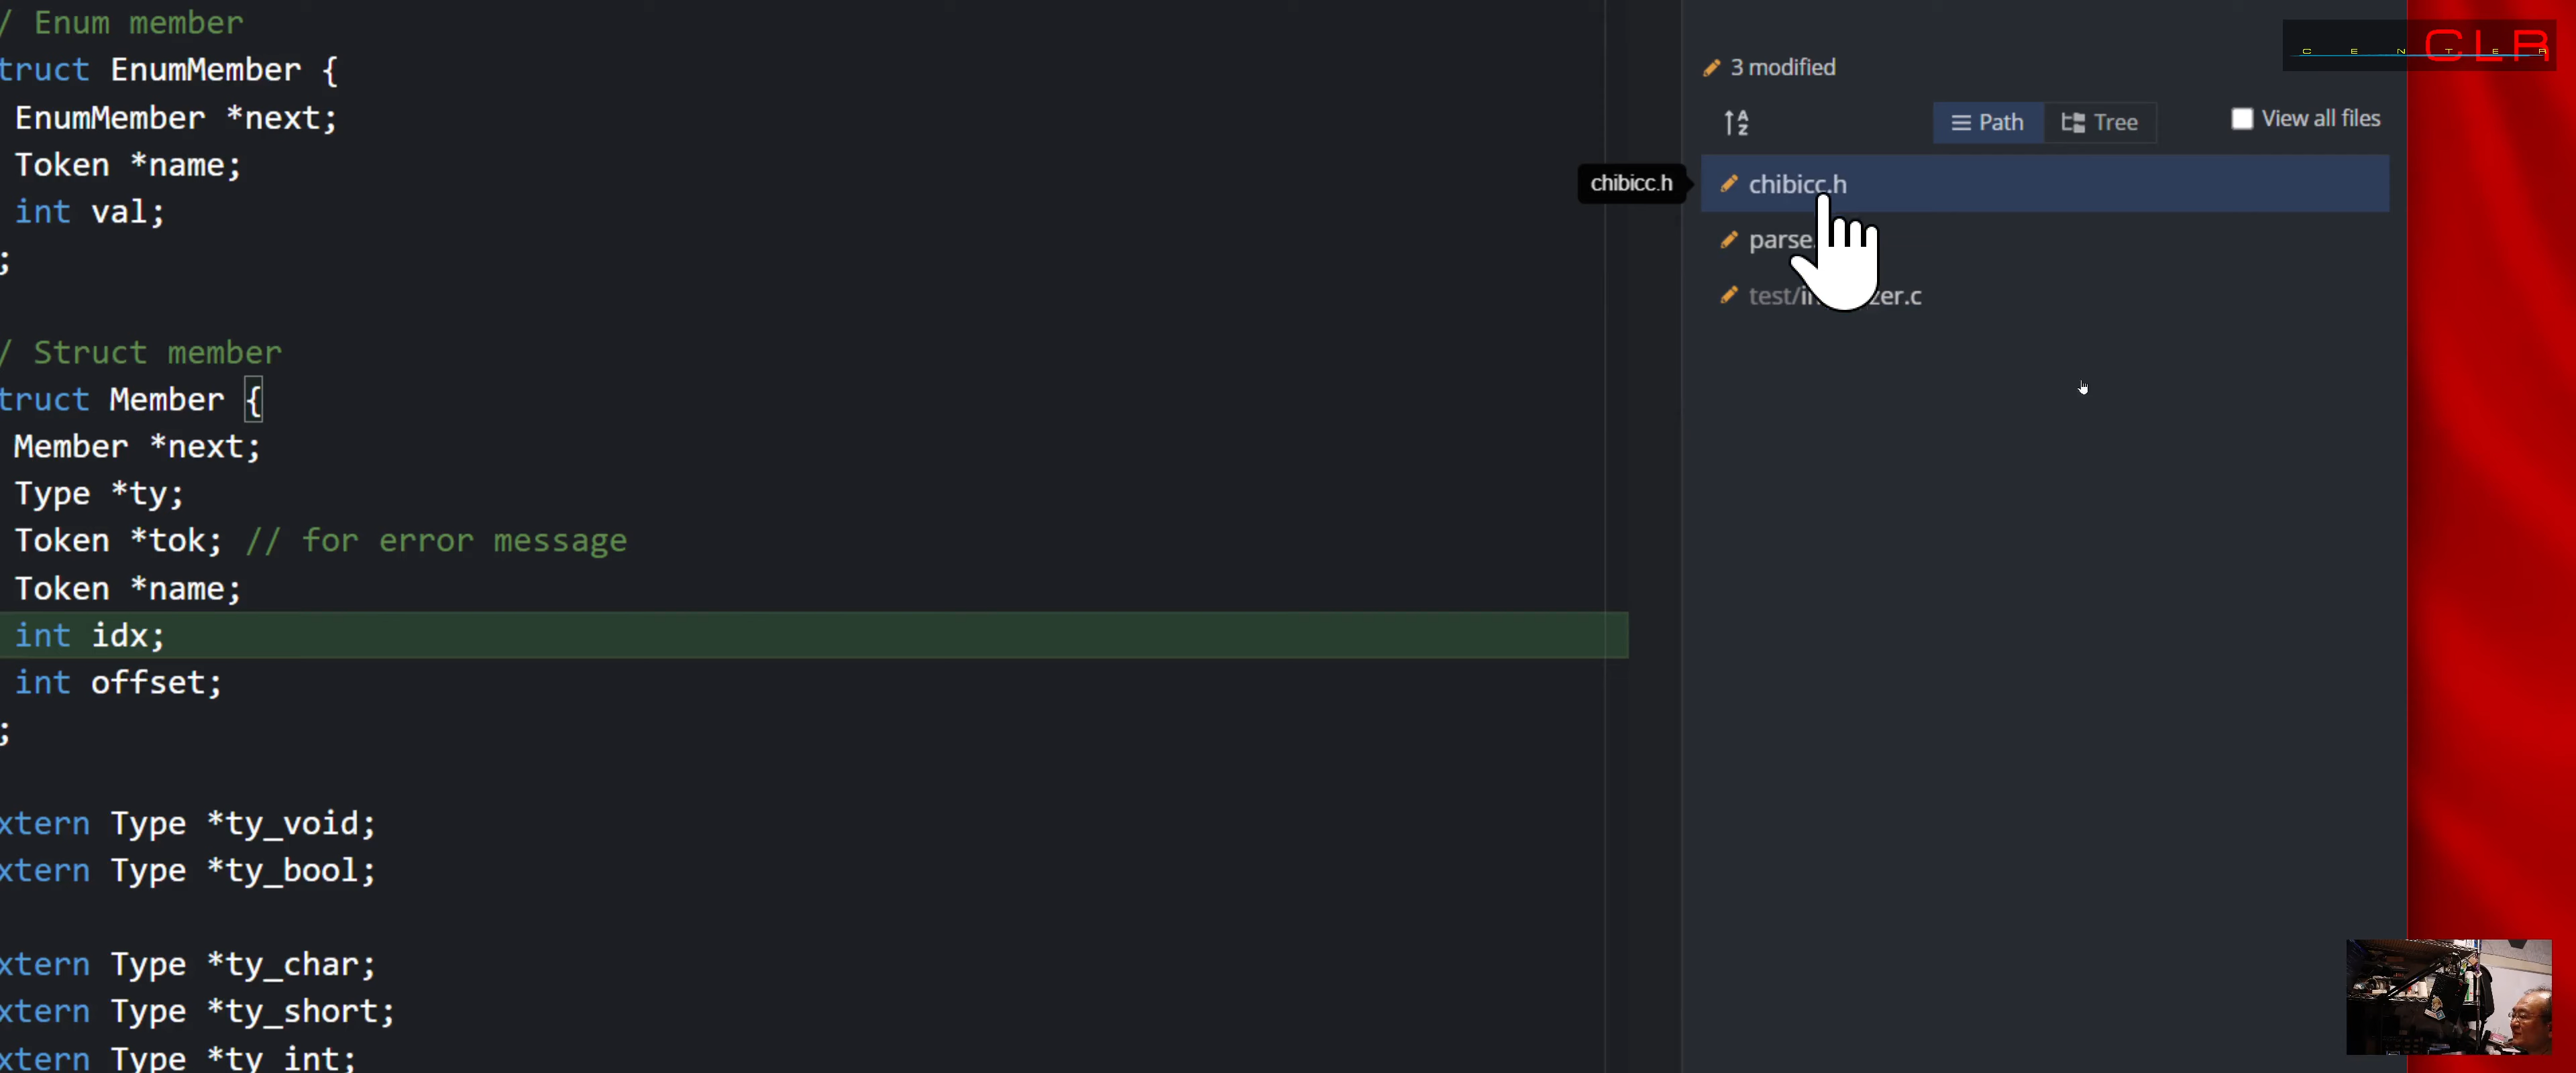 / Enum member
truct EnumMember {
EnumMember *next;
Token *name;
int val;
;
/ Struct member
truct Member {
Member *next;
Type *ty;
Token *tok; // for error message
Token *name;
int idx;
int offset;
;
xtern Type *ty_void;
xtern Type *ty_bool;
xtern Type *ty_char;
xtern Type *ty_short;
xtern Type *ty_int;
3 modified
A
Z
Path
Tree
View all files
chibicc.h
chibicc.h
parse.
test/
zer.c
CENTER CLR